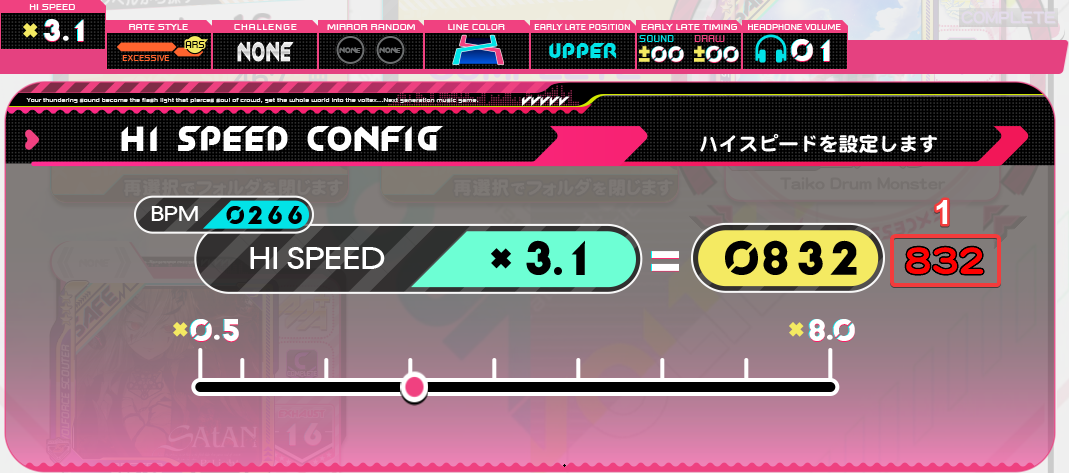 HI SPEED
×3.1
RATE STYLE
EXCESSIVE
ARS
CHALLENGE
NONE
MIRROR RANDOM
NONE NONE
LINE COLOR
EARLY LATE POSITION
UPPER
EARLY LATE TIMING
SOUND DRAW
±00 ±00
HEADPHONE VOLUME
01
COMPLETE
Your thundering sound become the flash light that pierces soul of crowd, set the whole world into the voltex...Next generation music game.
HI SPEED CONFIG
ハイスピードを設定します
再選択でフォルダを閉じます
再選択でフォルダを閉じます
Taiko Drum Monster
BPM 0266
HI SPEED ×3.1 = 0832
1
832
×0.5
×8.0
SAFE
SatAN
16